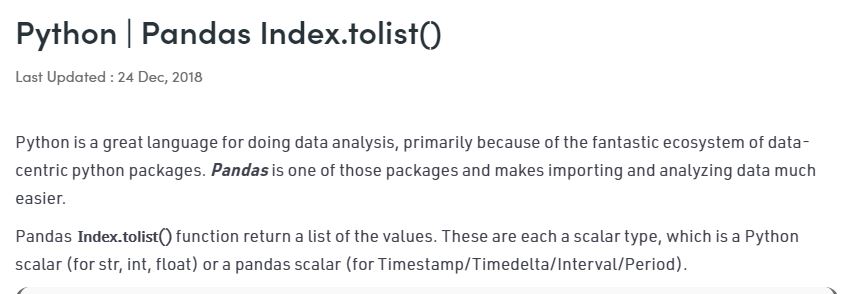 Python | Pandas Index.tolist()
Last Updated : 24 Dec, 2018
Python is a great language for doing data analysis, primarily because of the fantastic ecosystem of data-
centric python packages. Pandas is one of those packages and makes importing and analyzing data much
easier.
Pandas Index.tolist() function return a list of the values. These are each a scalar type, which is a Python
scalar (for str, int, float) or a pandas scalar (for Timestamp/Timedelta/Interval/Period).